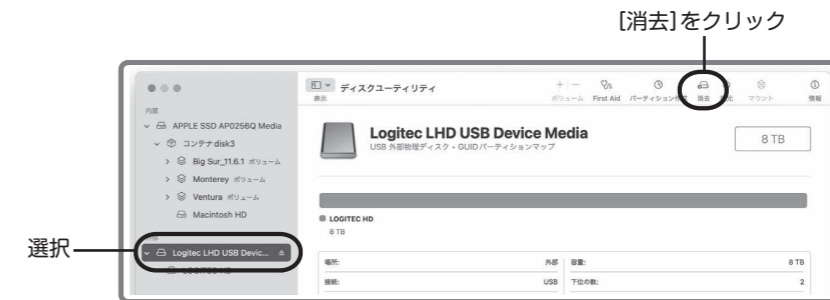 [消去]をクリック
ディスクユーティリティ
表示
ボリューム First Aid パーティション作成 消去 復元 マウント 情報
内蔵
APPLE SSD AP0256Q Media
コンテナ disk3
Big Sur_11.6.1 ボリューム
Monterey ボリューム
Ventura ボリューム
Macintosh HD
選択
Logitec LHD USB Devic...
Logitec LHD USB Device Media
USB 外部物理ディスク・GUIDパーティションマップ
8 TB
LOGITEC HD
8 TB
場所: 外部 容量: 8 TB
接続: USB 下位の数: 2